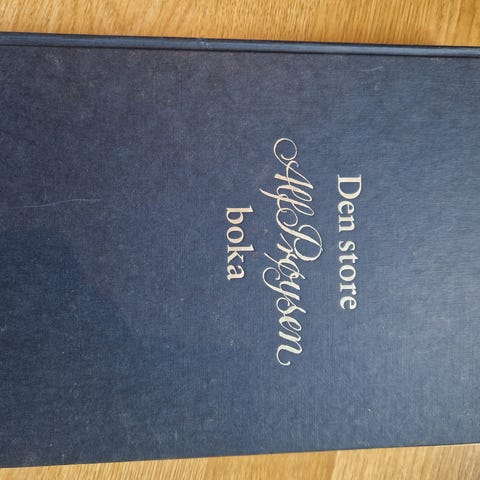 Den store
Alf Prøysen
boka